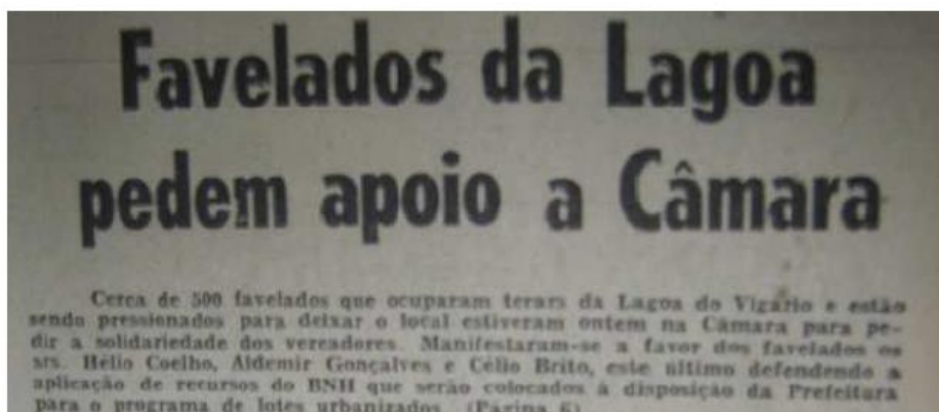 Favelados da Lagoa
pedem apoio a Câmara
Cerca de 500 favelados que ocuparam terars da Lagoa do Vigário e estão
sendo pressionados para deixar o local estiveram ontem na Câmara para pe-
dir a solidariedade dos vereadores. Manifestaram-se a favor dos favelados os
srs. Hélio Coelho, Aldemir Gonçalves e Célio Brito, este último defendendo a
aplicação de recursos do BNH que serão colocados à disposição da Prefeitura
para o programa de lotes urbanizados. (Página 6)